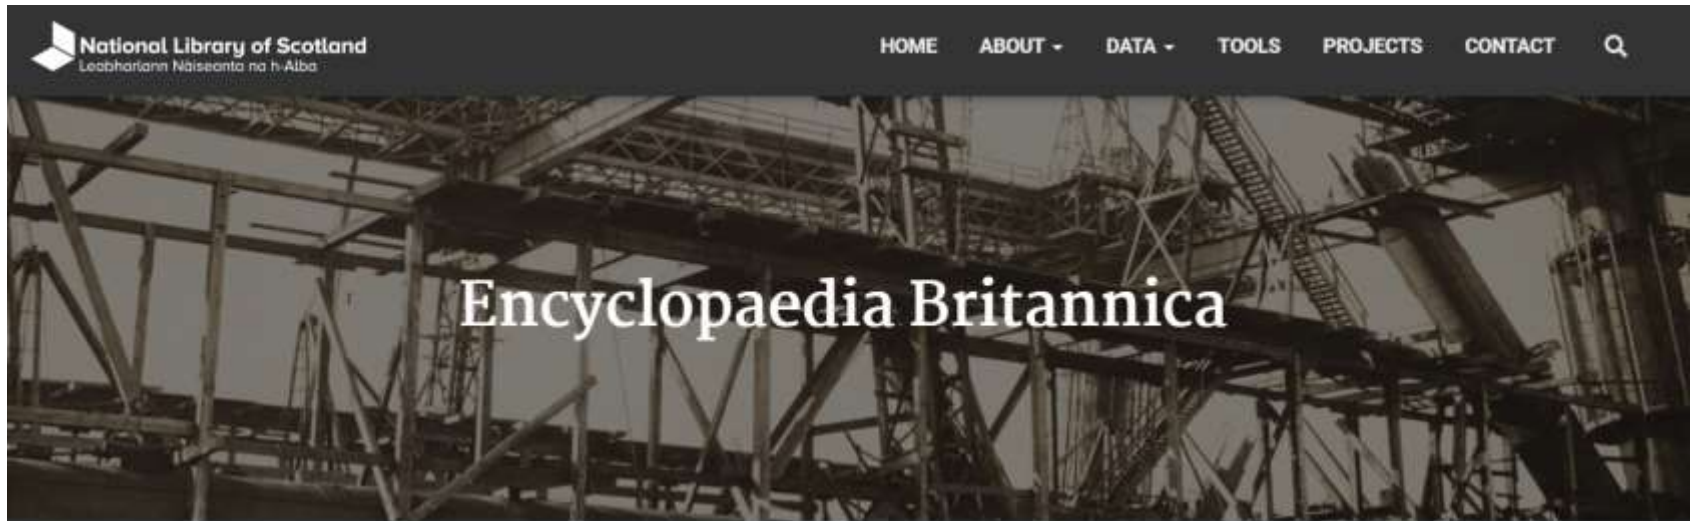 National Library of Scotland
Leabharlann Nàiseanta na h-Alba
HOME ABOUT DATA TOOLS PROJECTS CONTACT
Encyclopaedia Britannica